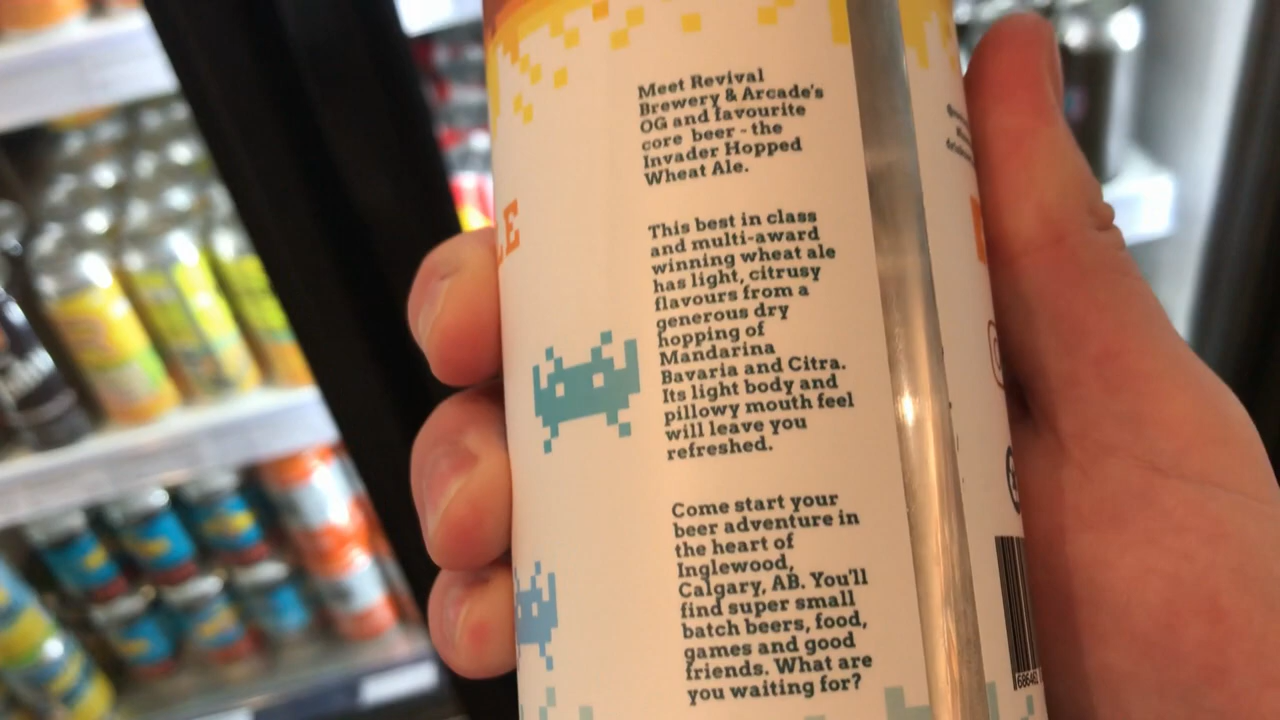 Meet Revival
Brewery & Arcade's
OG and favourite
core beer - the
Invader Hopped
Wheat Ale.
This best in class
and multi-award
winning wheat ale
has light, citrusy
flavours from a
generous dry
hopping of
Mandarina
Bavaria and Citra.
Its light body and
pillowy mouth feel
will leave you
refreshed.
Come start your
beer adventure in
the heart of
Inglewood,
Calgary, AB. You'll
find super small
batch beers, food,
games and good
friends. What are
you waiting for?
LE